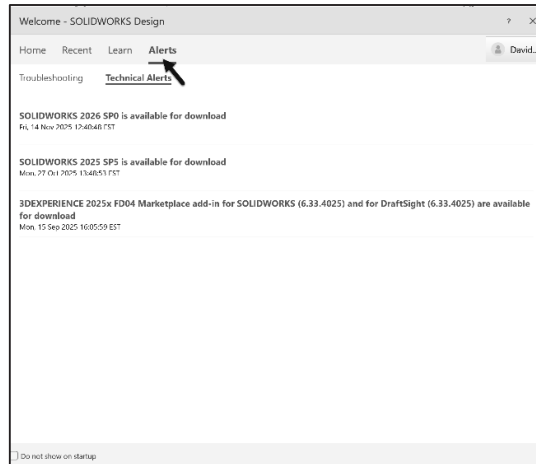 Welcome - SOLIDWORKS Design
? ×
Home Recent Learn Alerts
David..
Troubleshooting Technical Alerts
SOLIDWORKS 2026 SP0 is available for download
Fri, 14 Nov 2025 12:40:48 EST
SOLIDWORKS 2025 SP5 is available for download
Mon, 27 Oct 2025 13:48:53 EST
3DEXPERIENCE 2025x FD04 Marketplace add-in for SOLIDWORKS (6.33.4025) and for DraftSight (6.33.4025) are available
for download
Mon, 15 Sep 2025 16:05:59 EST
Do not show on startup